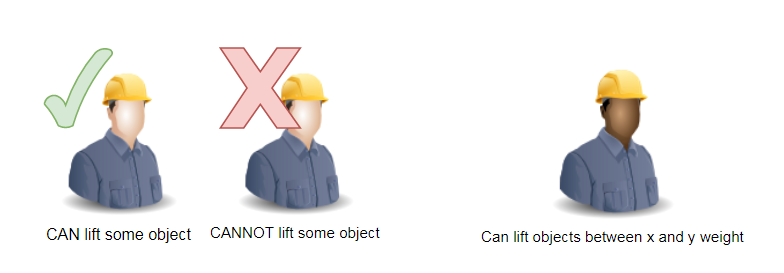 CAN lift some object
CANNOT lift some object
Can lift objects between x and y weight